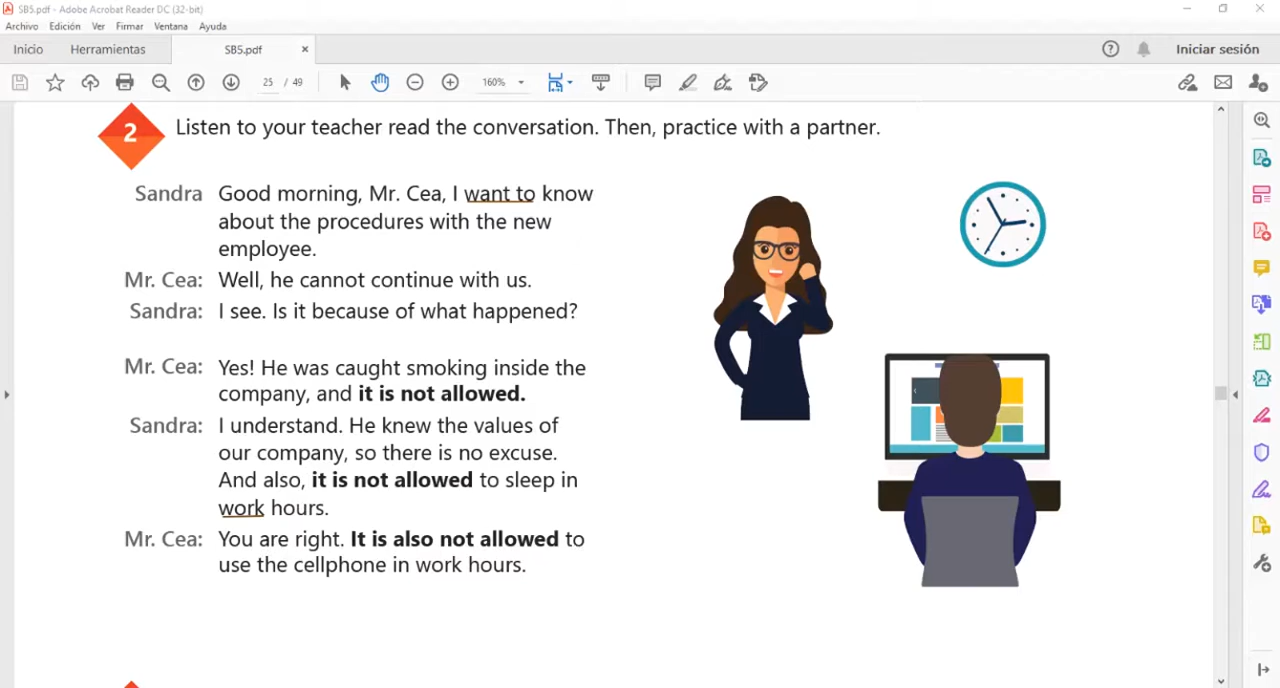 SB5.pdf - Adobe Acrobat Reader DC (32-bit)
Archivo Edición Ver Firmar Ventana Ayuda
Inicio Herramientas SB5.pdf × Iniciar sesión
25 / 49 160%
2 Listen to your teacher read the conversation. Then, practice with a partner.
Sandra Good morning, Mr. Cea, I want to know
about the procedures with the new
employee.
Mr. Cea: Well, he cannot continue with us.
Sandra: I see. Is it because of what happened?
Mr. Cea: Yes! He was caught smoking inside the
company, and it is not allowed.
Sandra: I understand. He knew the values of
our company, so there is no excuse.
And also, it is not allowed to sleep in
work hours.
Mr. Cea: You are right. It is also not allowed to
use the cellphone in work hours.